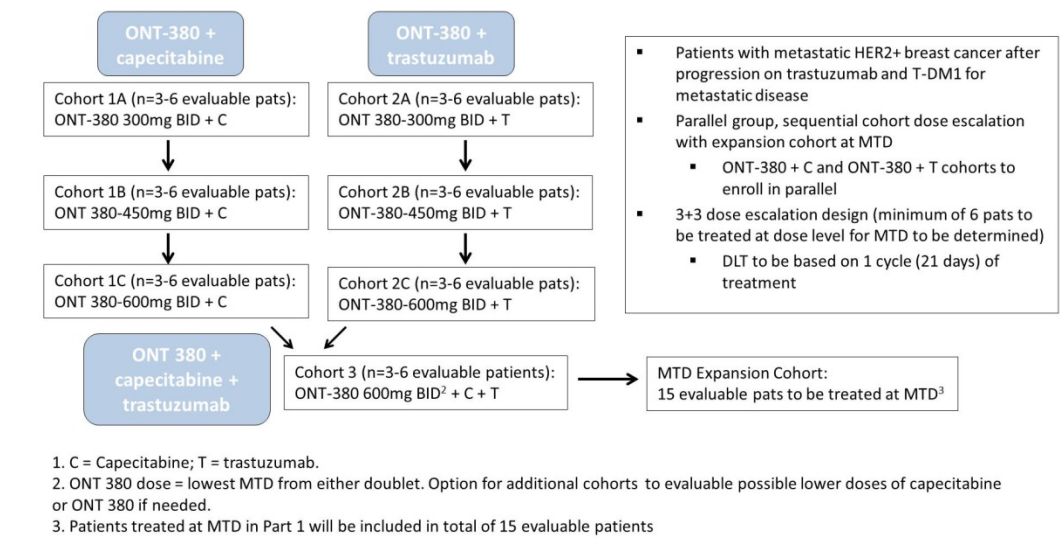 ONT-380 +
capecitabine
ONT-380 +
trastuzumab
Cohort 1A (n=3-6 evaluable pats):
ONT-380 300mg BID + C
Cohort 2A (n=3-6 evaluable pats):
ONT 380-300mg BID + T
Cohort 1B (n=3-6 evaluable pats):
ONT 380-450mg BID + C
Cohort 2B (n=3-6 evaluable pats):
ONT-380-450mg BID + T
Cohort 1C (n=3-6 evaluable pats):
ONT 380-600mg BID + C
Cohort 2C (n=3-6 evaluable pats):
ONT-380-600mg BID + T
▪ Patients with metastatic HER2+ breast cancer after
progression on trastuzumab and T-DM1 for
metastatic disease
▪ Parallel group, sequential cohort dose escalation
with expansion cohort at MTD
▪ ONT-380 + C and ONT-380 + T cohorts to
enroll in parallel
▪ 3+3 dose escalation design (minimum of 6 pats to
be treated at dose level for MTD to be determined)
▪ DLT to be based on 1 cycle (21 days) of
treatment
ONT 380 +
capecitabine +
trastuzumab
Cohort 3 (n=3-6 evaluable patients):
ONT-380 600mg BID² + C + T
MTD Expansion Cohort:
15 evaluable pats to be treated at MTD³
1. C = Capecitabine; T = trastuzumab.
2. ONT 380 dose = lowest MTD from either doublet. Option for additional cohorts to evaluable possible lower doses of capecitabine
or ONT 380 if needed.
3. Patients treated at MTD in Part 1 will be included in total of 15 evaluable patients